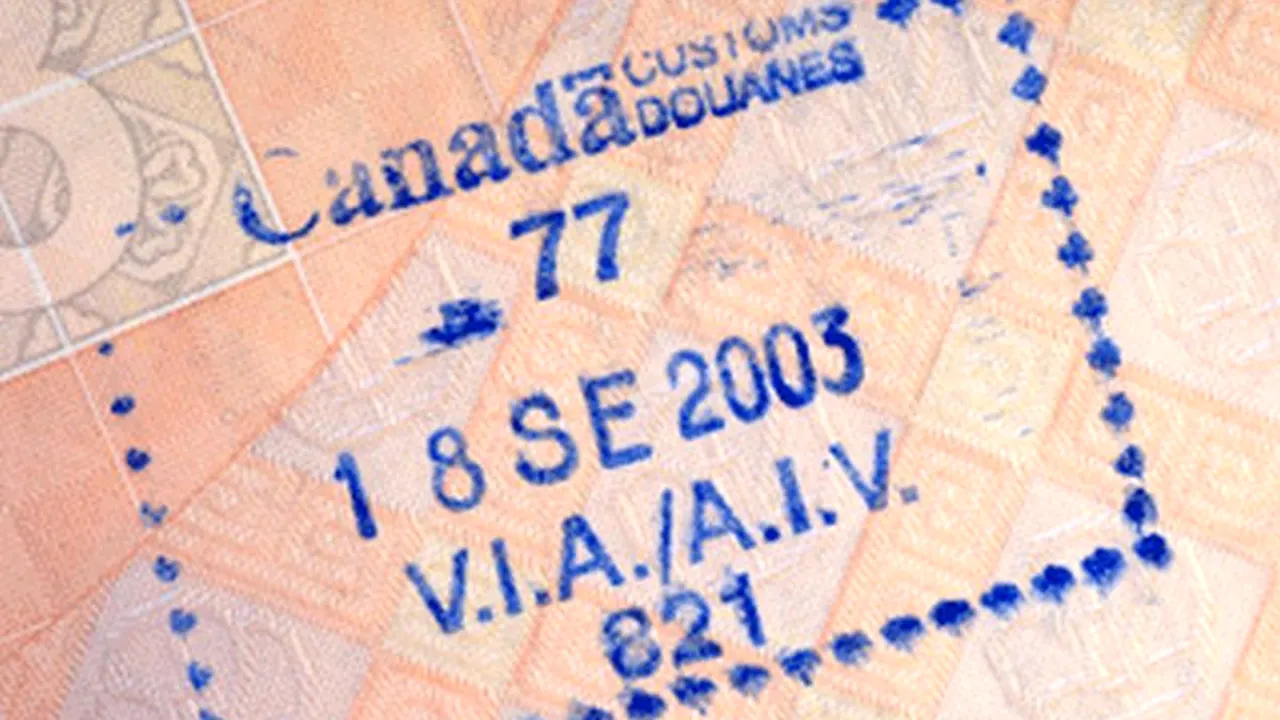 CUSTOMS
Canada DOUANES
77
18 SE 2003
V.I.A./A.I.V.
821